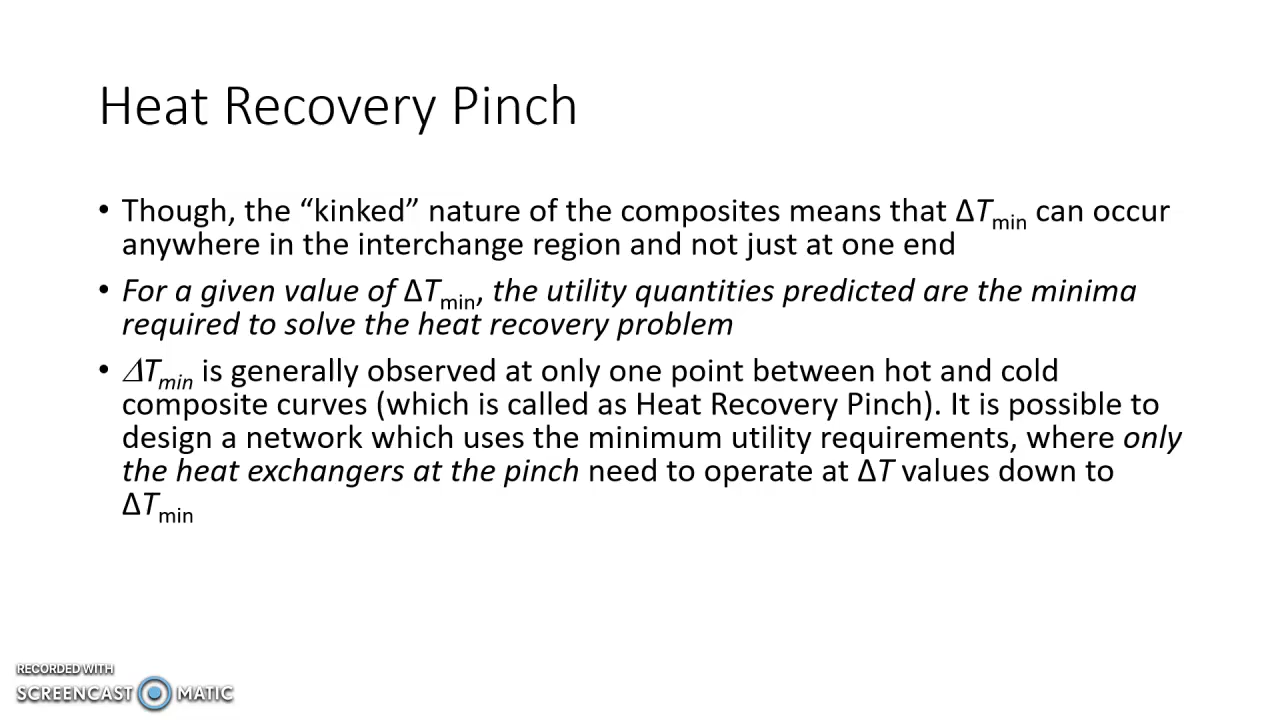 Heat Recovery Pinch
• Though, the “kinked” nature of the composites means that ΔTmin can occur
anywhere in the interchange region and not just at one end
• For a given value of ΔTmin, the utility quantities predicted are the minima
required to solve the heat recovery problem
• ΔTmin is generally observed at only one point between hot and cold
composite curves (which is called as Heat Recovery Pinch). It is possible to
design a network which uses the minimum utility requirements, where only
the heat exchangers at the pinch need to operate at ΔT values down to
ΔTmin
RECORDED WITH
SCREENCAST MATIC